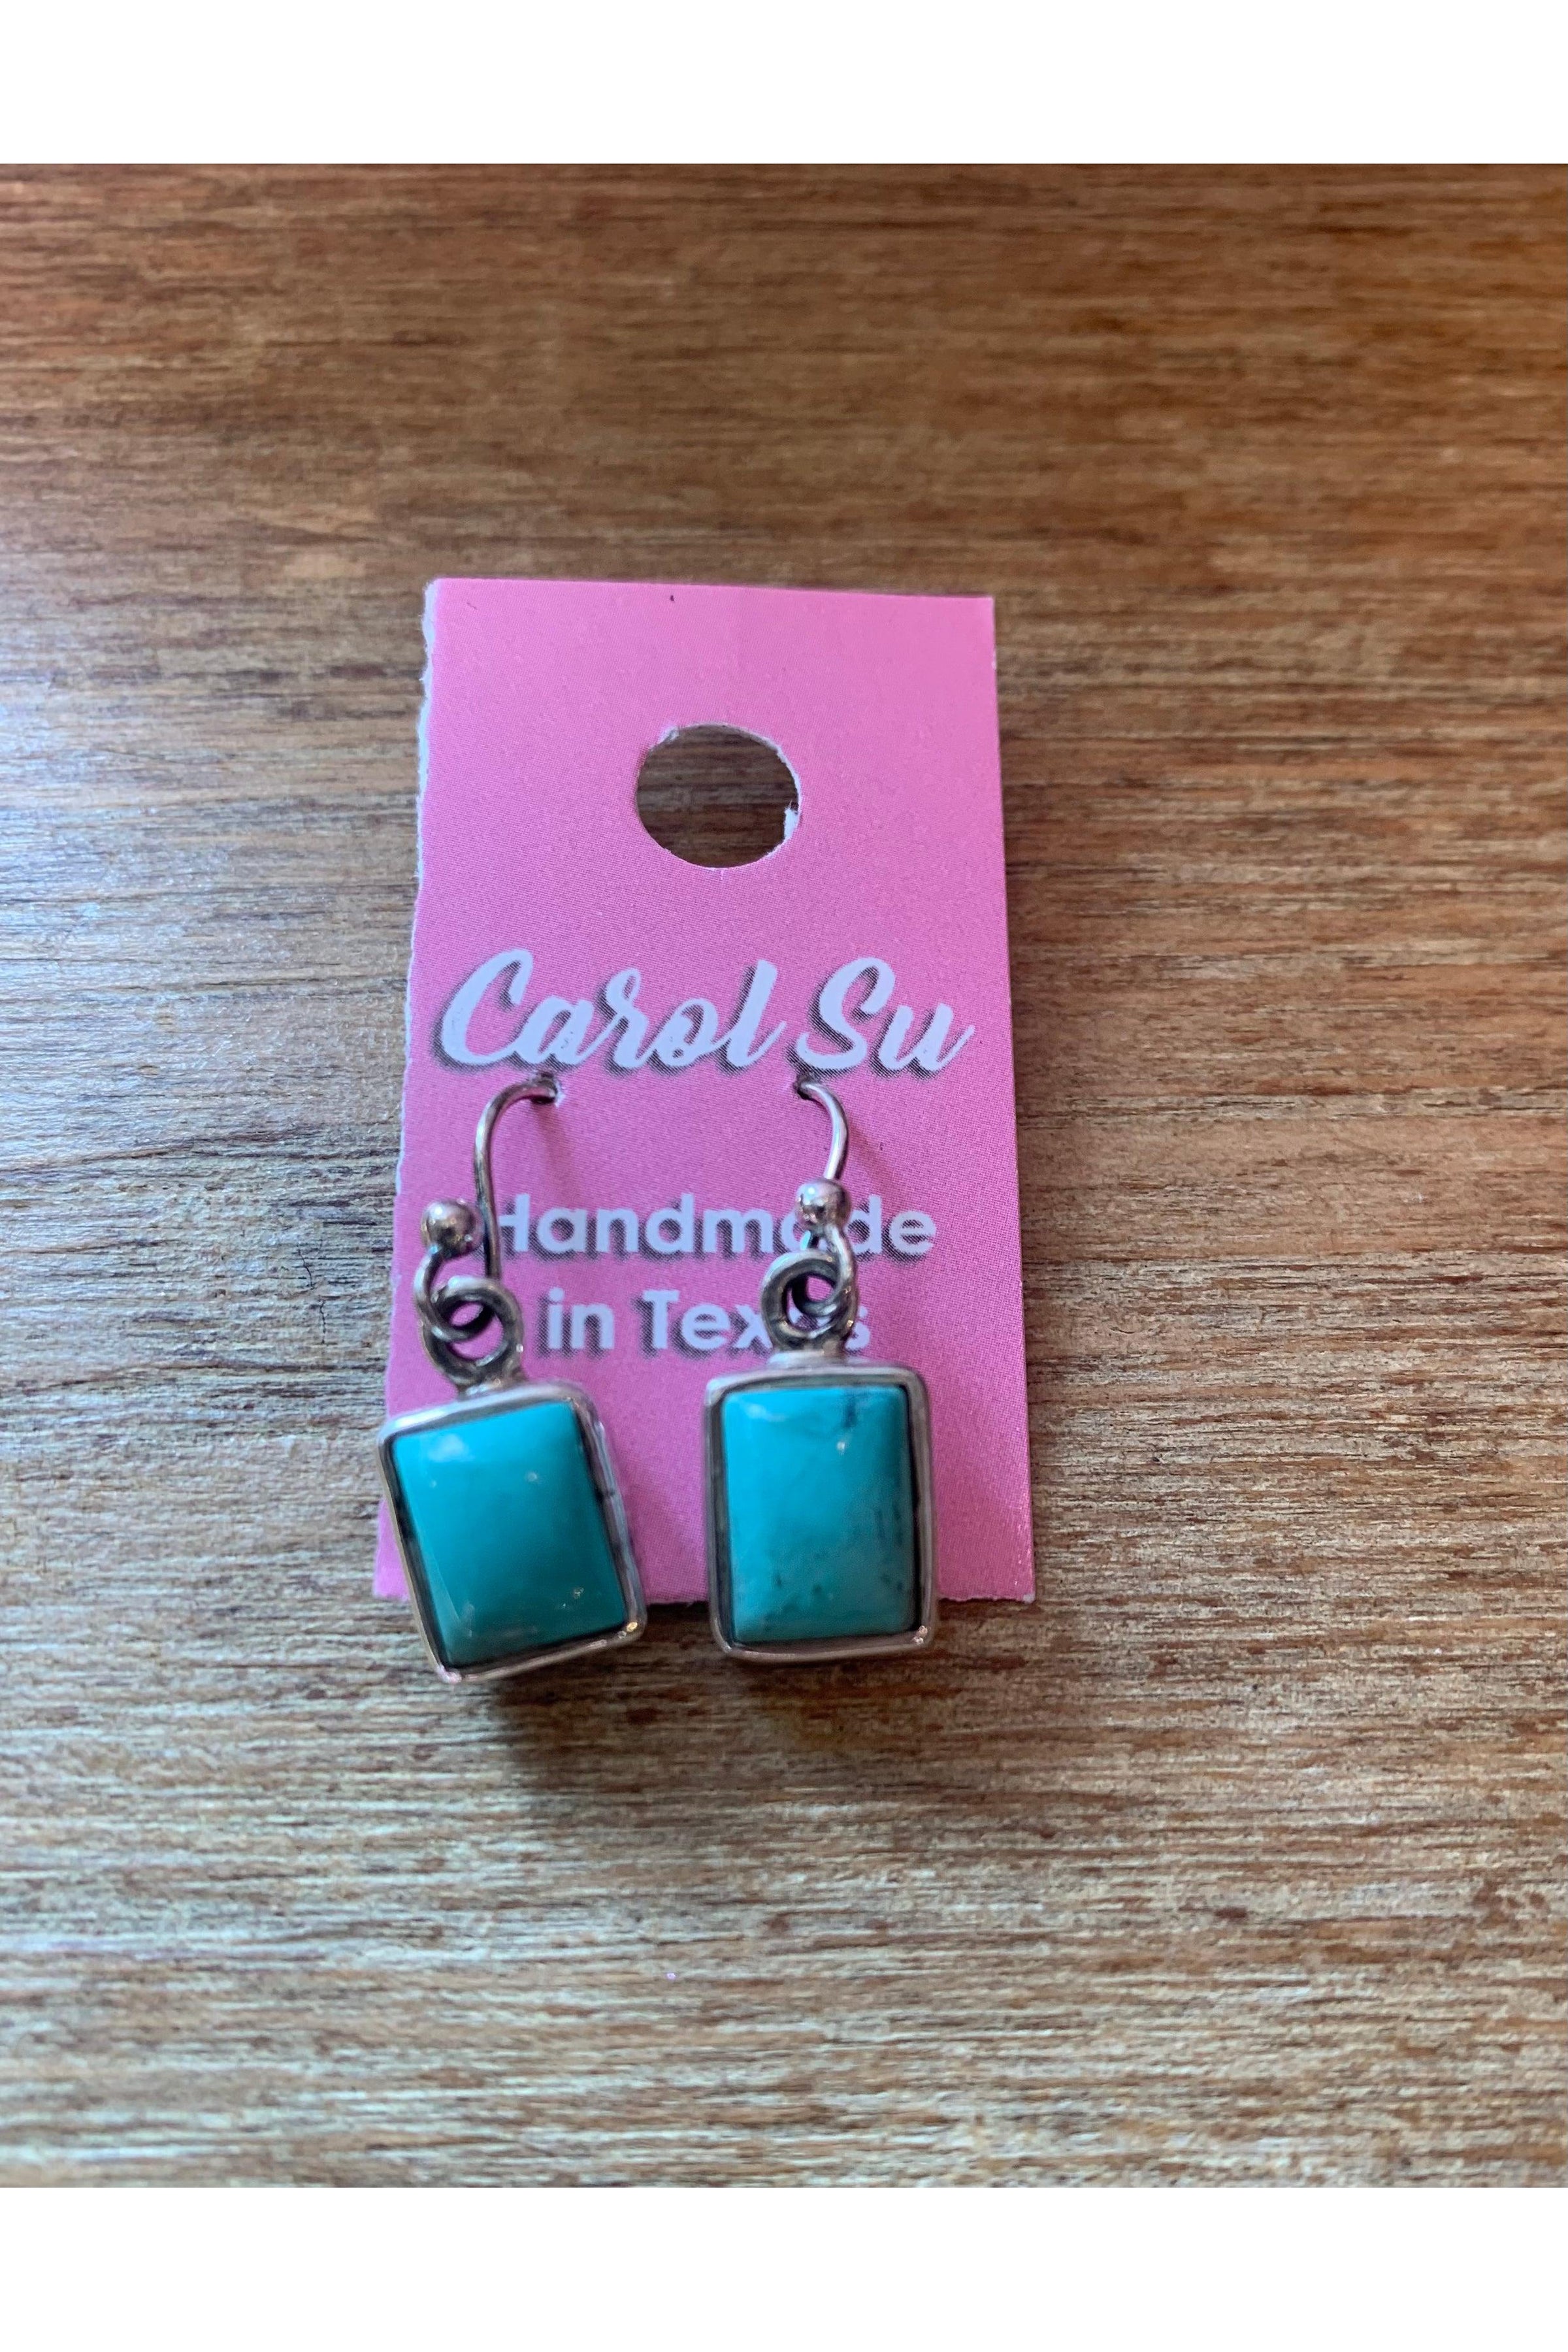 Carol Su
Handmade
in Texas